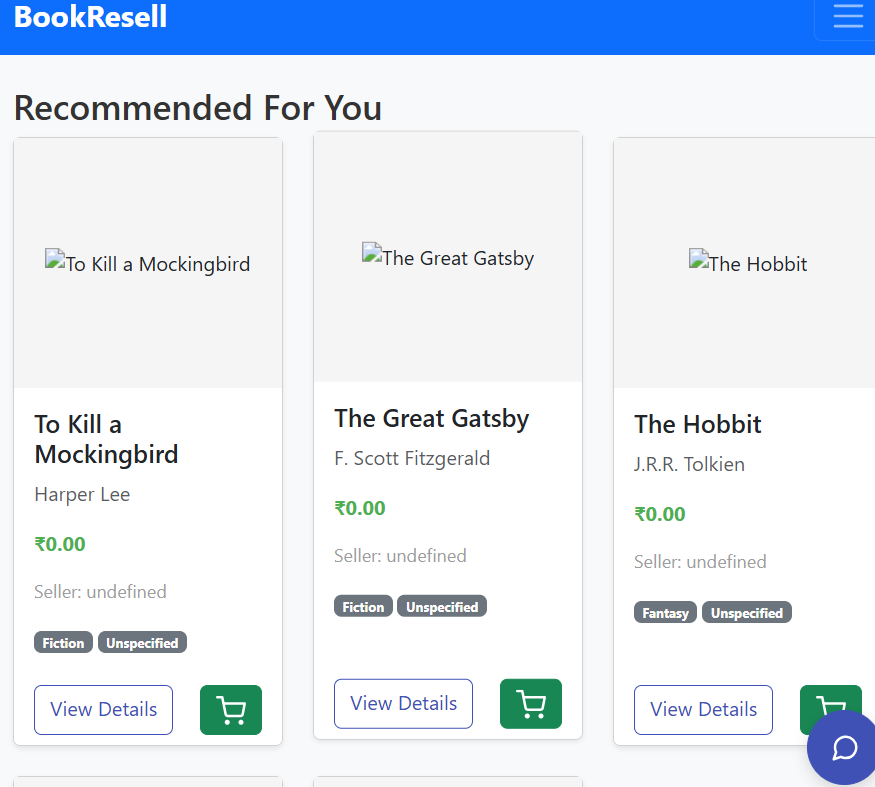 BookResell
Recommended For You
To Kill a Mockingbird
To Kill a
Mockingbird
Harper Lee
₹0.00
Seller: undefined
Fiction Unspecified
View Details
The Great Gatsby
The Great Gatsby
F. Scott Fitzgerald
₹0.00
Seller: undefined
Fiction Unspecified
View Details
The Hobbit
The Hobbit
J.R.R. Tolkien
₹0.00
Seller: undefined
Fantasy Unspecified
View Details